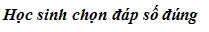 Học sinh chọn đáp số đúng